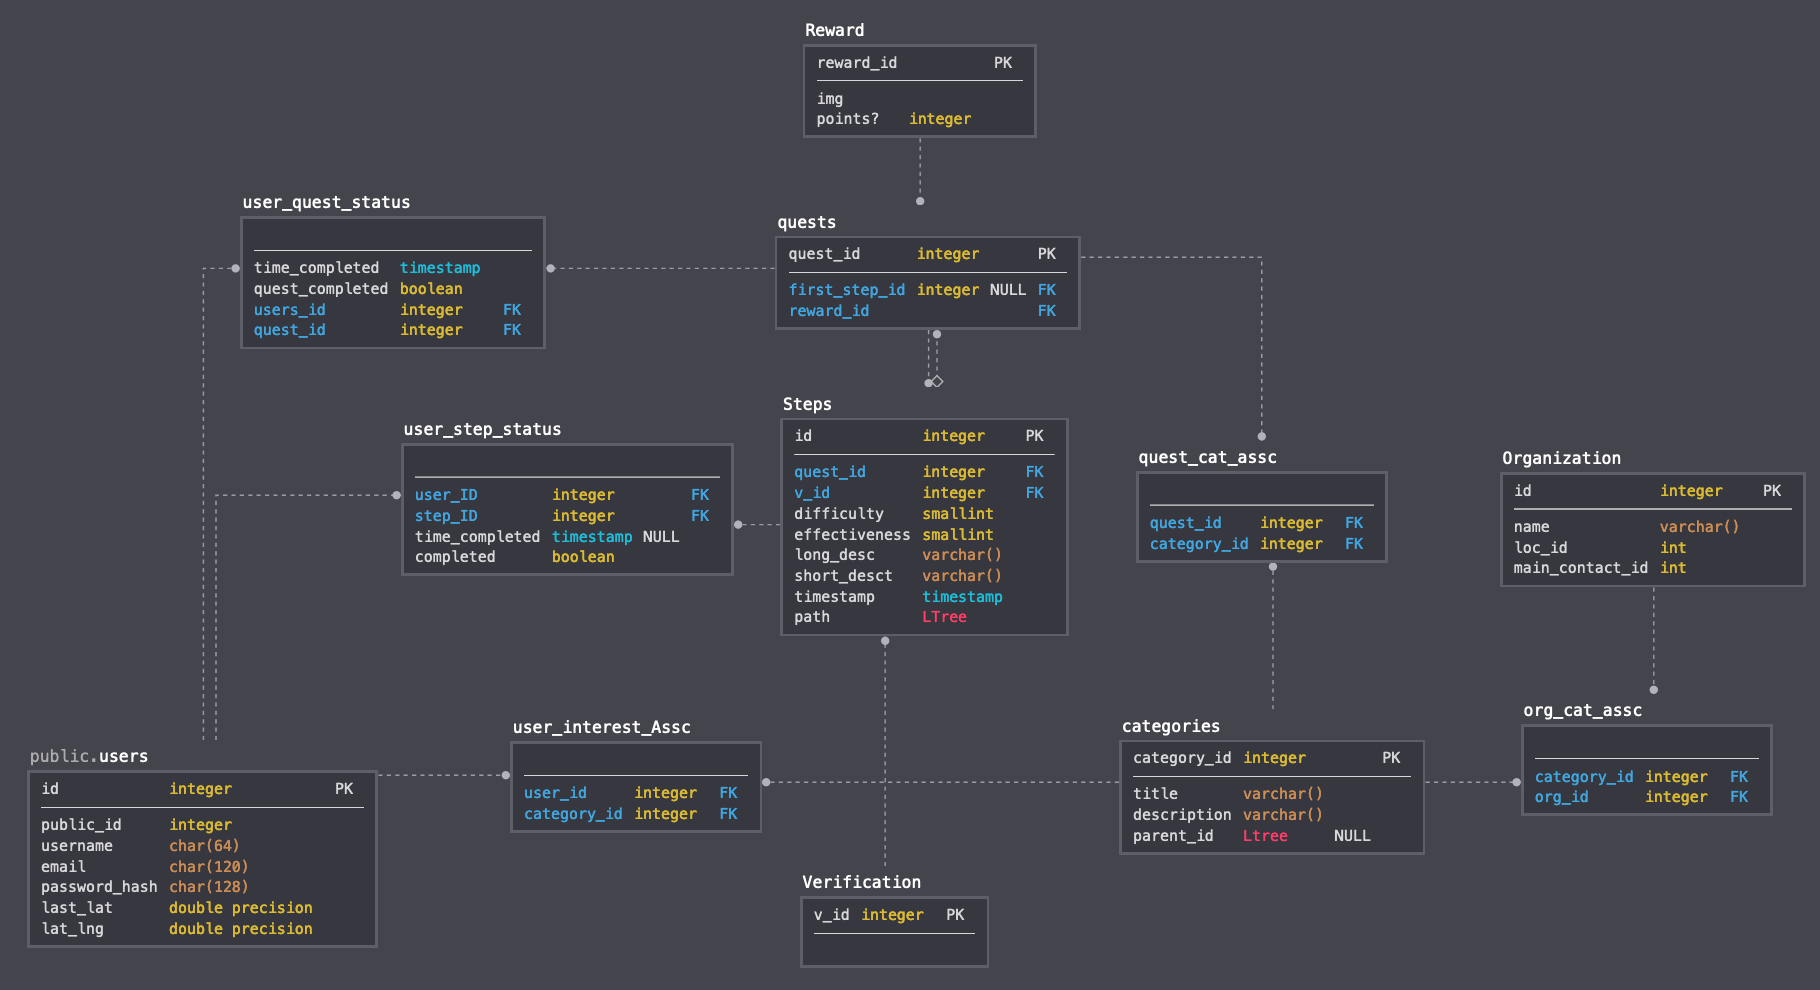 Reward
reward_id PK
img
points? integer
user_quest_status
time_completed timestamp
quest_completed boolean
users_id integer FK
quest_id integer FK
quests
quest_id integer PK
first_step_id integer NULL FK
reward_id FK
user_step_status
user_ID integer FK
step_ID integer FK
time_completed timestamp NULL
completed boolean
Steps
id integer PK
quest_id integer FK
v_id integer FK
difficulty smallint
effectiveness smallint
long_desc varchar()
short_desct varchar()
timestamp timestamp
path LTree
quest_cat_assc
quest_id integer FK
category_id integer FK
Organization
id integer PK
name varchar()
loc_id int
main_contact_id int
public.users
id integer PK
public_id integer
username char(64)
email char(120)
password_hash char(128)
last_lat double precision
lat_lng double precision
user_interest_Assc
user_id integer FK
category_id integer FK
categories
category_id integer PK
title varchar()
description varchar()
parent_id Ltree NULL
org_cat_assc
category_id integer FK
org_id integer FK
Verification
v_id integer PK